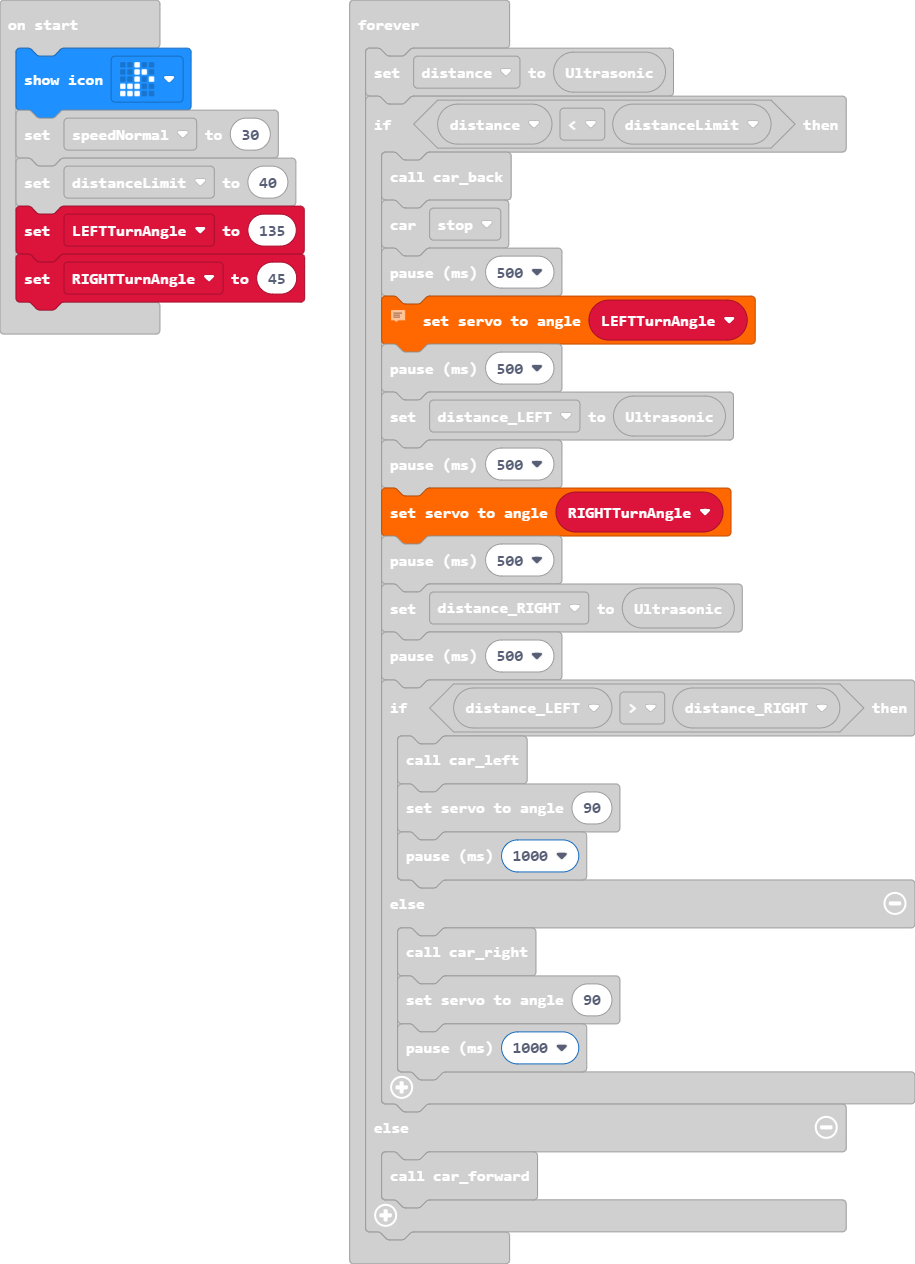 on start
show icon
set speedNormal to 30
set distanceLimit to 40
set LEFTTurnAngle to 135
set RIGHTTurnAngle to 45
forever
set distance to Ultrasonic
if distance < distanceLimit then
call car_back
car stop
pause (ms) 500
set servo to angle LEFTTurnAngle
pause (ms) 500
set distance_LEFT to Ultrasonic
pause (ms) 500
set servo to angle RIGHTTurnAngle
pause (ms) 500
set distance_RIGHT to Ultrasonic
pause (ms) 500
if distance_LEFT > distance_RIGHT then
call car_left
set servo to angle 90
pause (ms) 1000
else
call car_right
set servo to angle 90
pause (ms) 1000
else
call car_forward